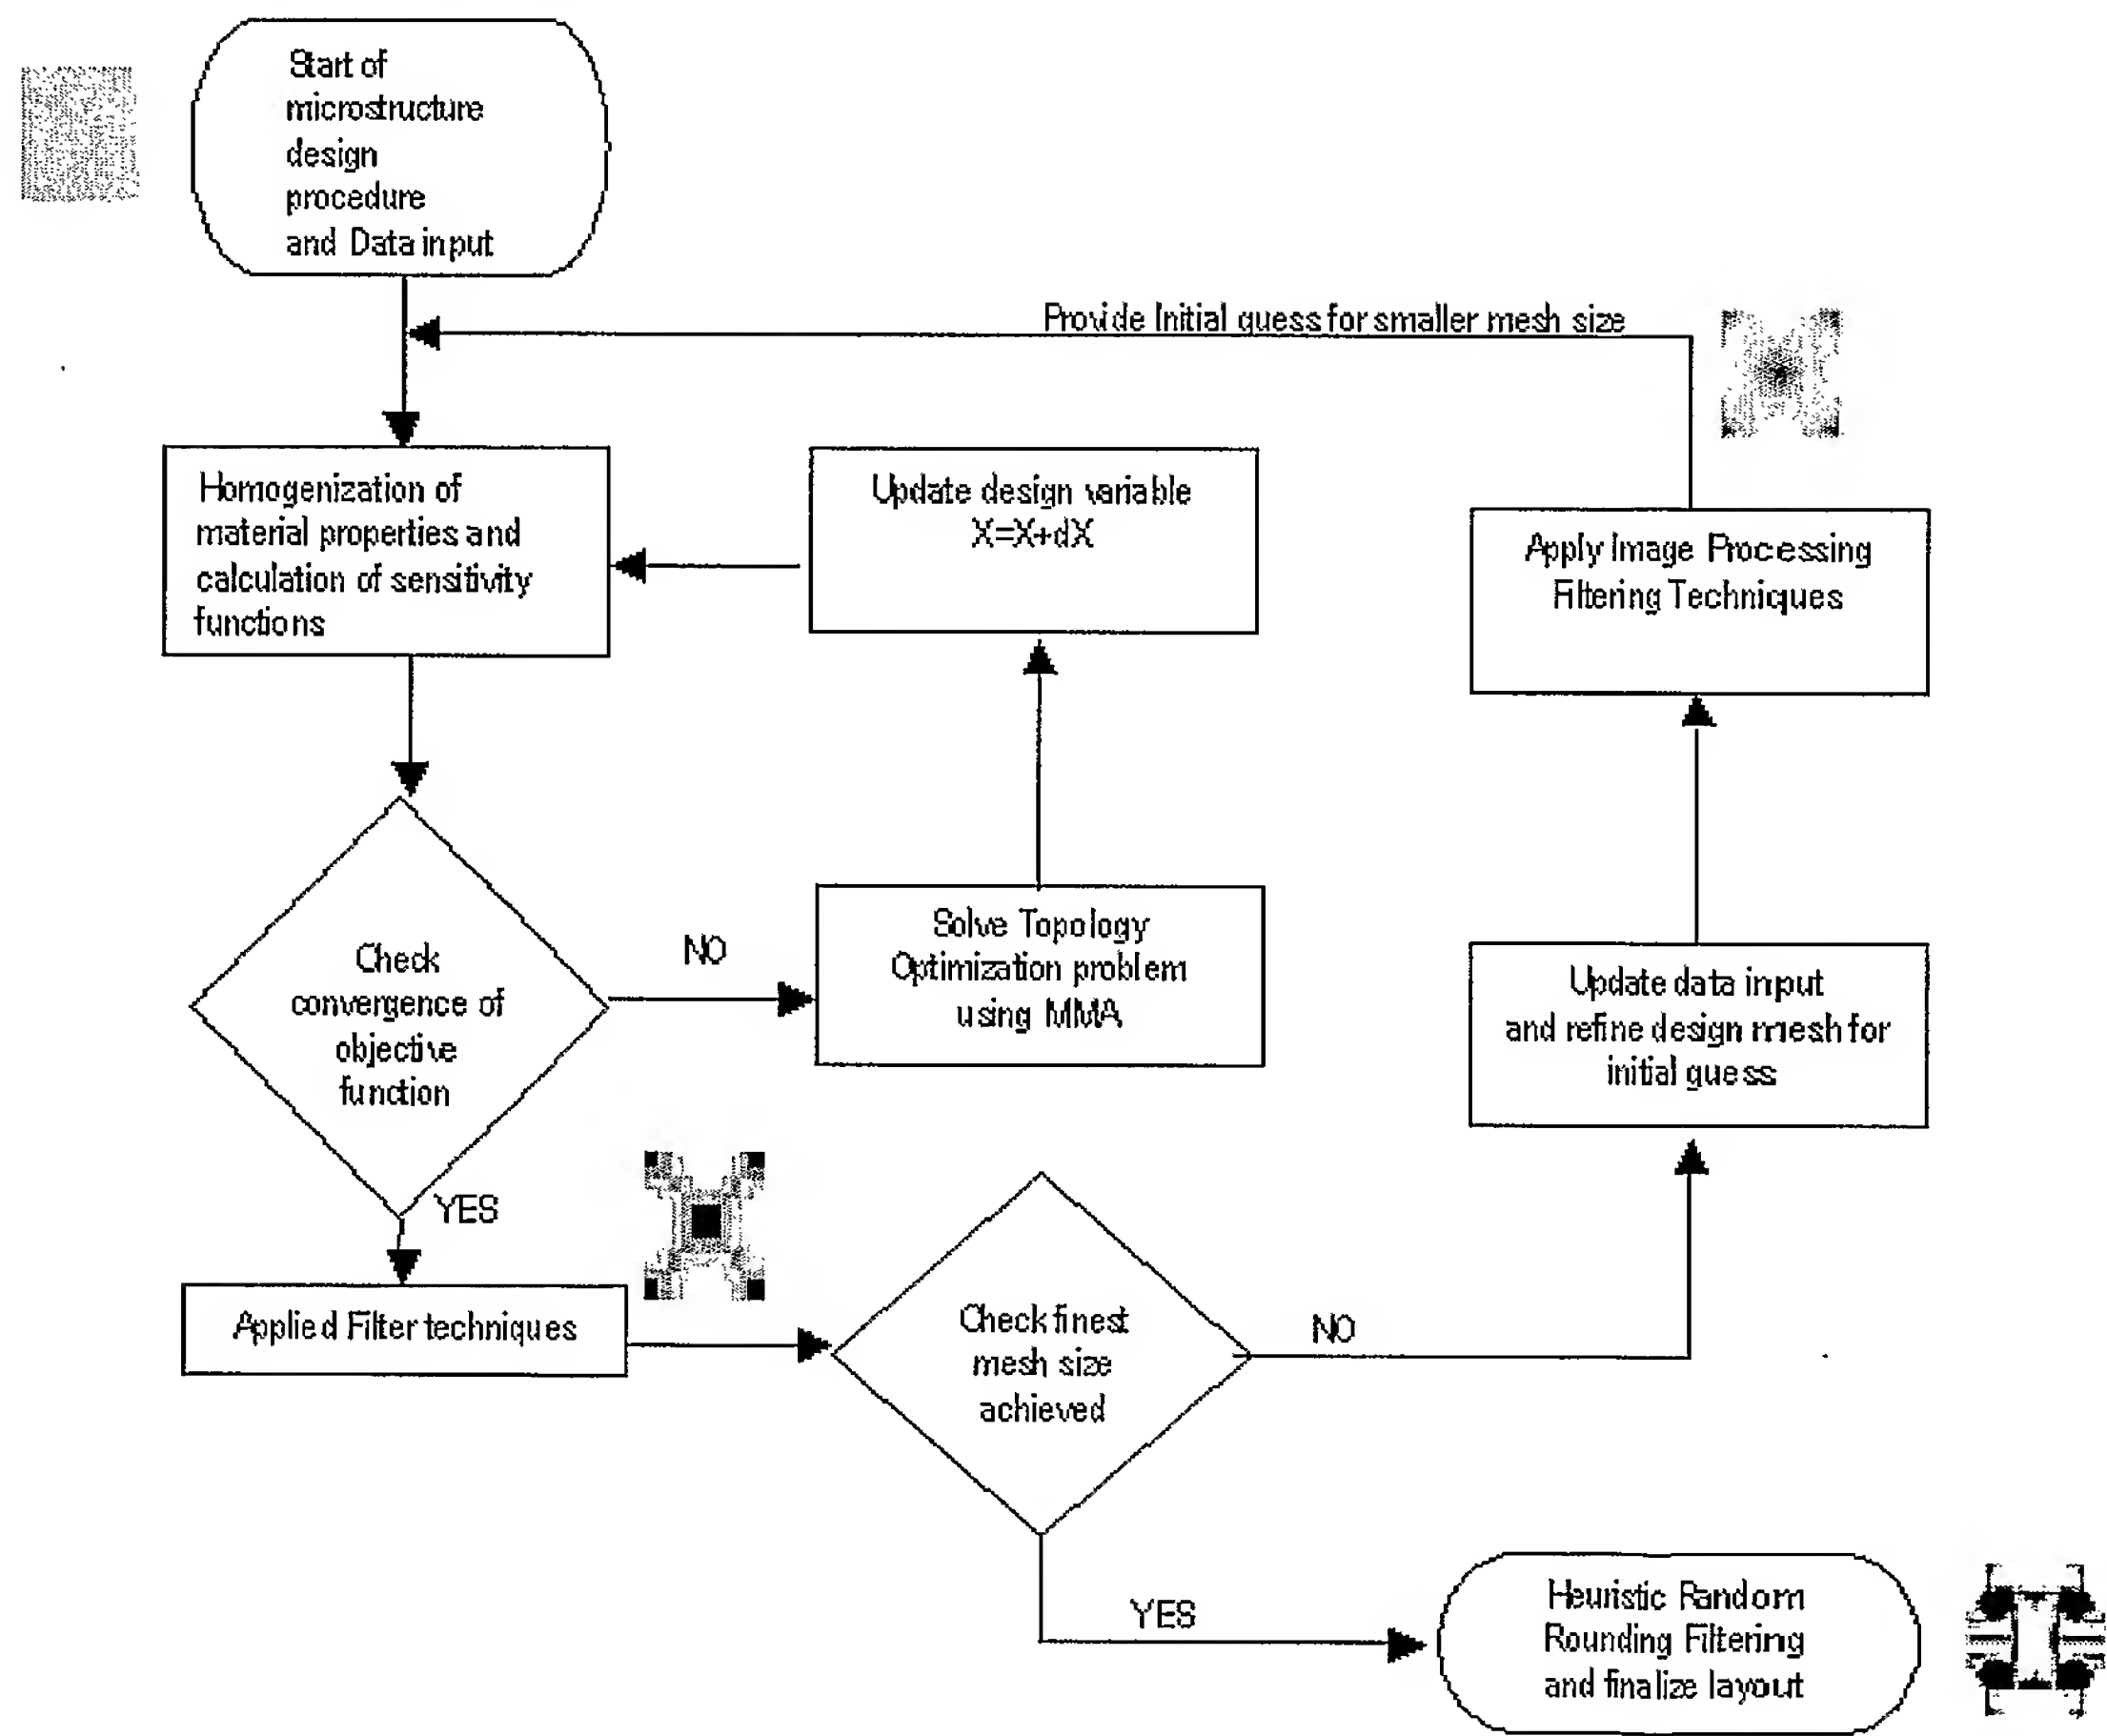 Start of
microstructure
design
procedure
and Data input
Provide Initial guess for smaller mesh size
Homogenization of
material properties and
calculation of sensitivity
functions
Update design variable
X=X+dX
Apply Image Processing
Filtering Techniques
Check
convergence of
objective
function
NO
Solve Topology
Optimization problem
using MMA
Update data input
and refine design mesh for
initial guess
YES
Applied Filter techniques
Check finest
mesh size
achieved
NO
YES
Heuristic Random
Rounding Filtering
and finalize layout